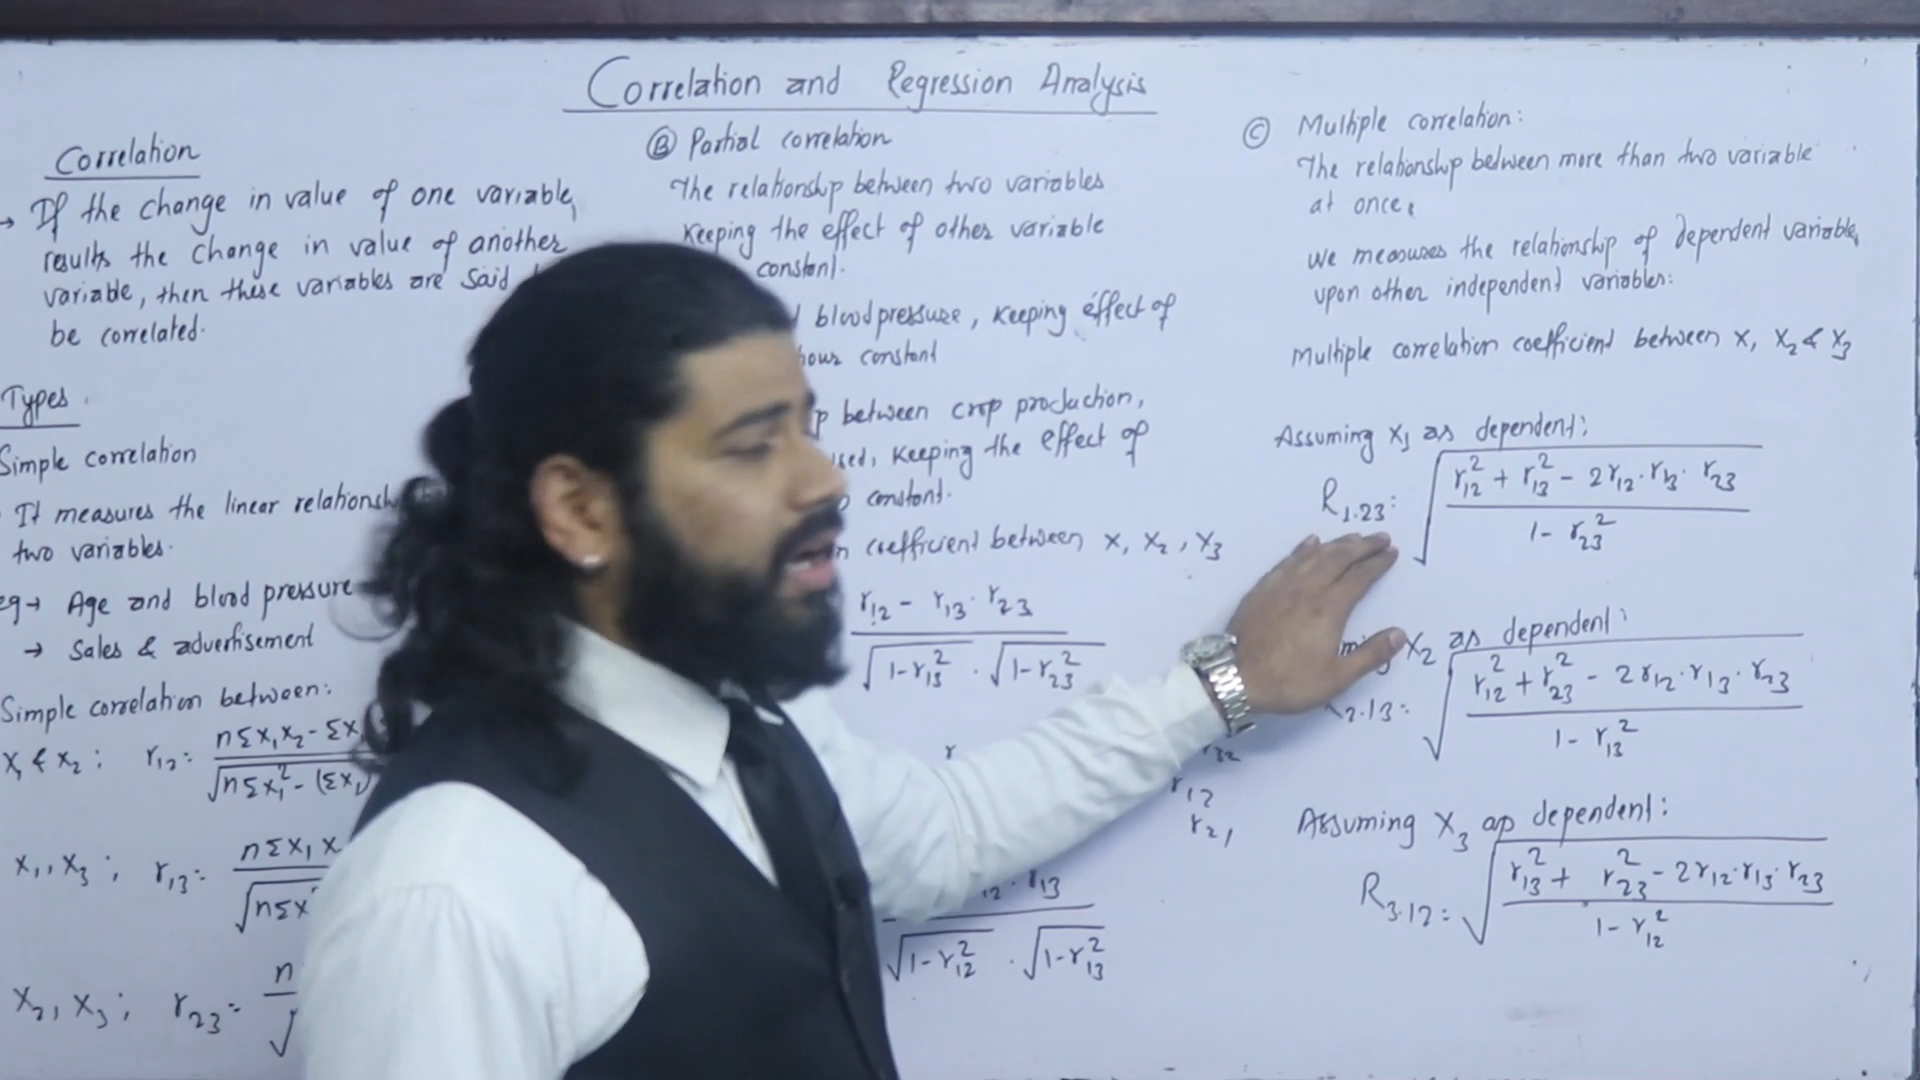 Correlation and Regression Analysis
Correlation
→ If the change in value of one variable,
results the change in value of another
variable, then these variables are said
be correlated.
Types.
Simple correlation
It measures the linear relationsh
two variables.
eg → Age and blood pressure
→ Sales & advertisement
Simple correlation between:
X₁ & X₂ : r₁₂ = nΣX₁X₂ - ΣX / √nΣX₁² - (ΣX₁)
X₁, X₃ ; r₁₃ = nΣX₁X / √nΣX
X₂, X₃ ; r₂₃ = n / √
Ⓑ Partial correlation
The relationship between two variables
Keeping the effect of other variable
constant.
blood pressure, Keeping effect of
hour constant
between crop production,
sed, Keeping the effect of
constant.
coefficient between X, X₂, X₃
r₁₂ - r₁₃ · r₂₃ / √1-r₁₃² · √1-r₂₃²
r
r₃₂
r₁₂
r₂₁
₁₂ · r₁₃ / √1-r₁₂² · √1-r₁₃²
Ⓒ Multiple correlation:
The relationship between more than two variable
at once.
We measures the relationship of dependent variable,
upon other independent variables:
Multiple correlation coefficient between X, X₂ & X₃
Assuming X₁ as dependent:
R₁.₂₃ : √ r₁₂² + r₁₃² - 2r₁₂ · r₁₃ · r₂₃ / 1 - r₂₃²
ming X₂ as dependent:
₂.₁₃ : √ r₁₂² + r₂₃² - 2r₁₂ · r₁₃ · r₂₃ / 1 - r₁₃²
Assuming X₃ as dependent:
R₃.₁₂ = √ r₁₃² + r₂₃² - 2r₁₂ · r₁₃ · r₂₃ / 1 - r₁₂²